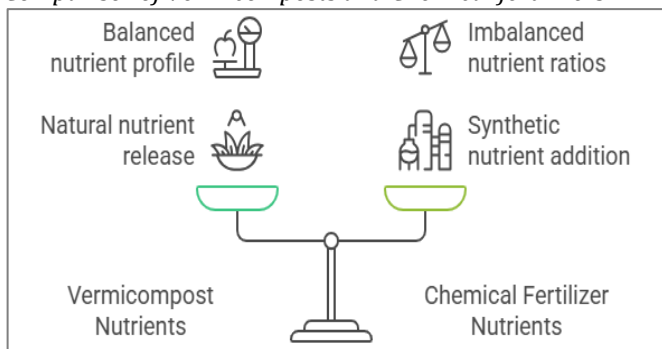 Balanced
nutrient profile
Imbalanced
nutrient ratios
Natural nutrient
release
Synthetic
nutrient addition
Vermicompost
Nutrients
Chemical Fertilizer
Nutrients